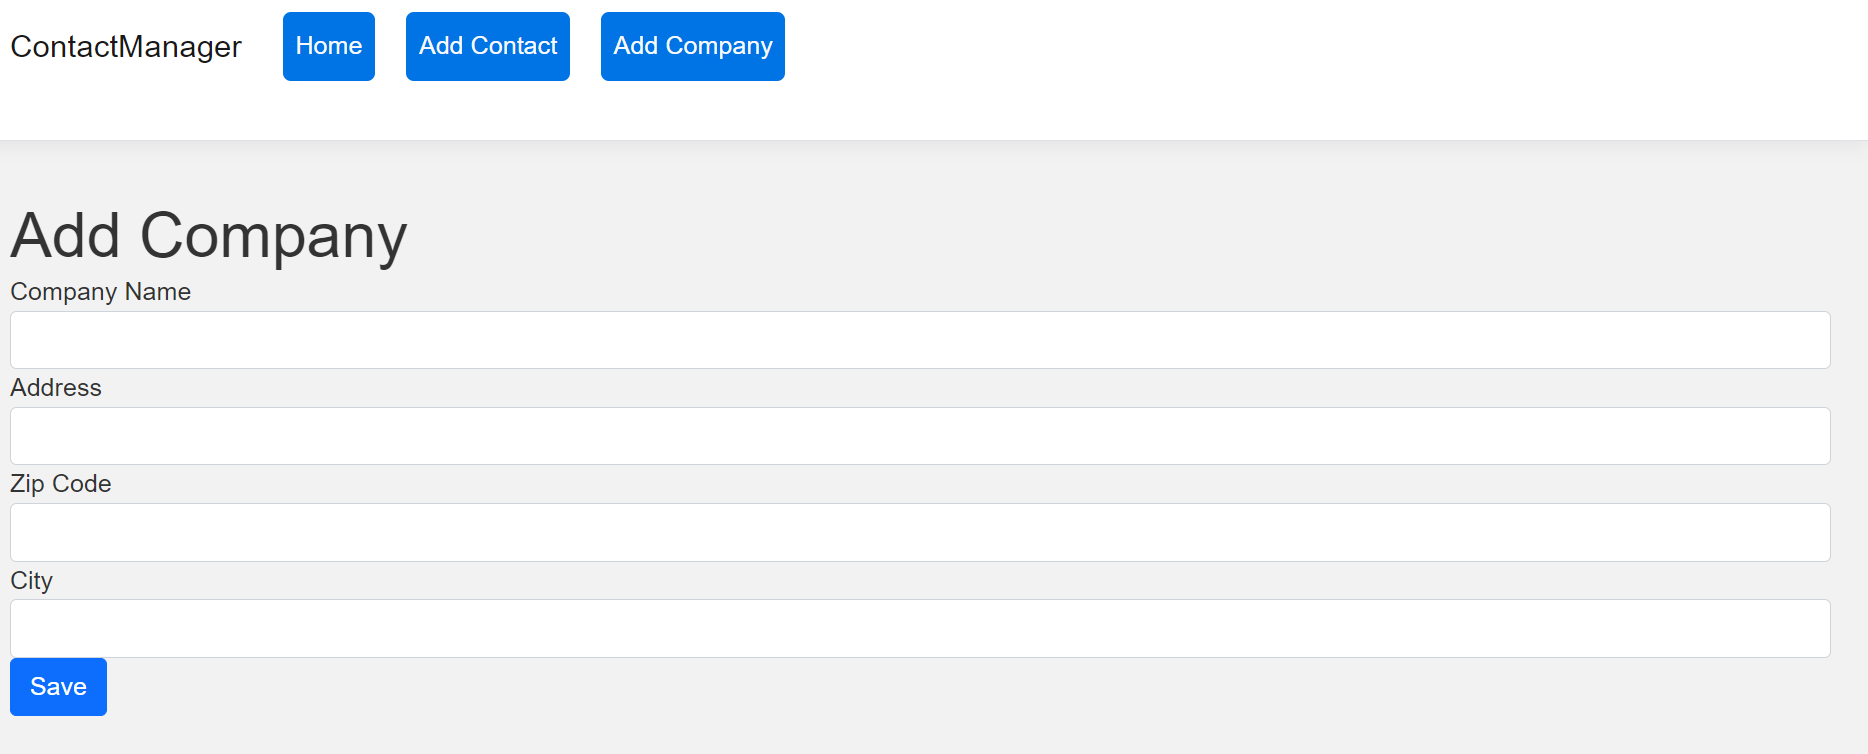 ContactManager Home Add Contact Add Company
Add Company
Company Name
Address
Zip Code
City
Save